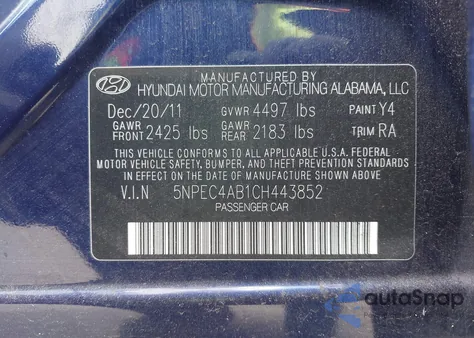 MANUFACTURED BY
HYUNDAI MOTOR MANUFACTURING ALABAMA, LLC
Dec/20/11 GVWR 4497 lbs PAINT Y4
GAWR FRONT 2425 lbs GAWR REAR 2183 lbs TRIM RA
THIS VEHICLE CONFORMS TO ALL APPLICABLE U.S.A. FEDERAL
MOTOR VEHICLE SAFETY, BUMPER, AND THEFT PREVENTION STANDARDS
IN EFFECT ON THE DATE OF MANUFACTURE SHOWN ABOVE.
V.I.N 5NPEC4AB1CH443852
PASSENGER CAR
autoSnap